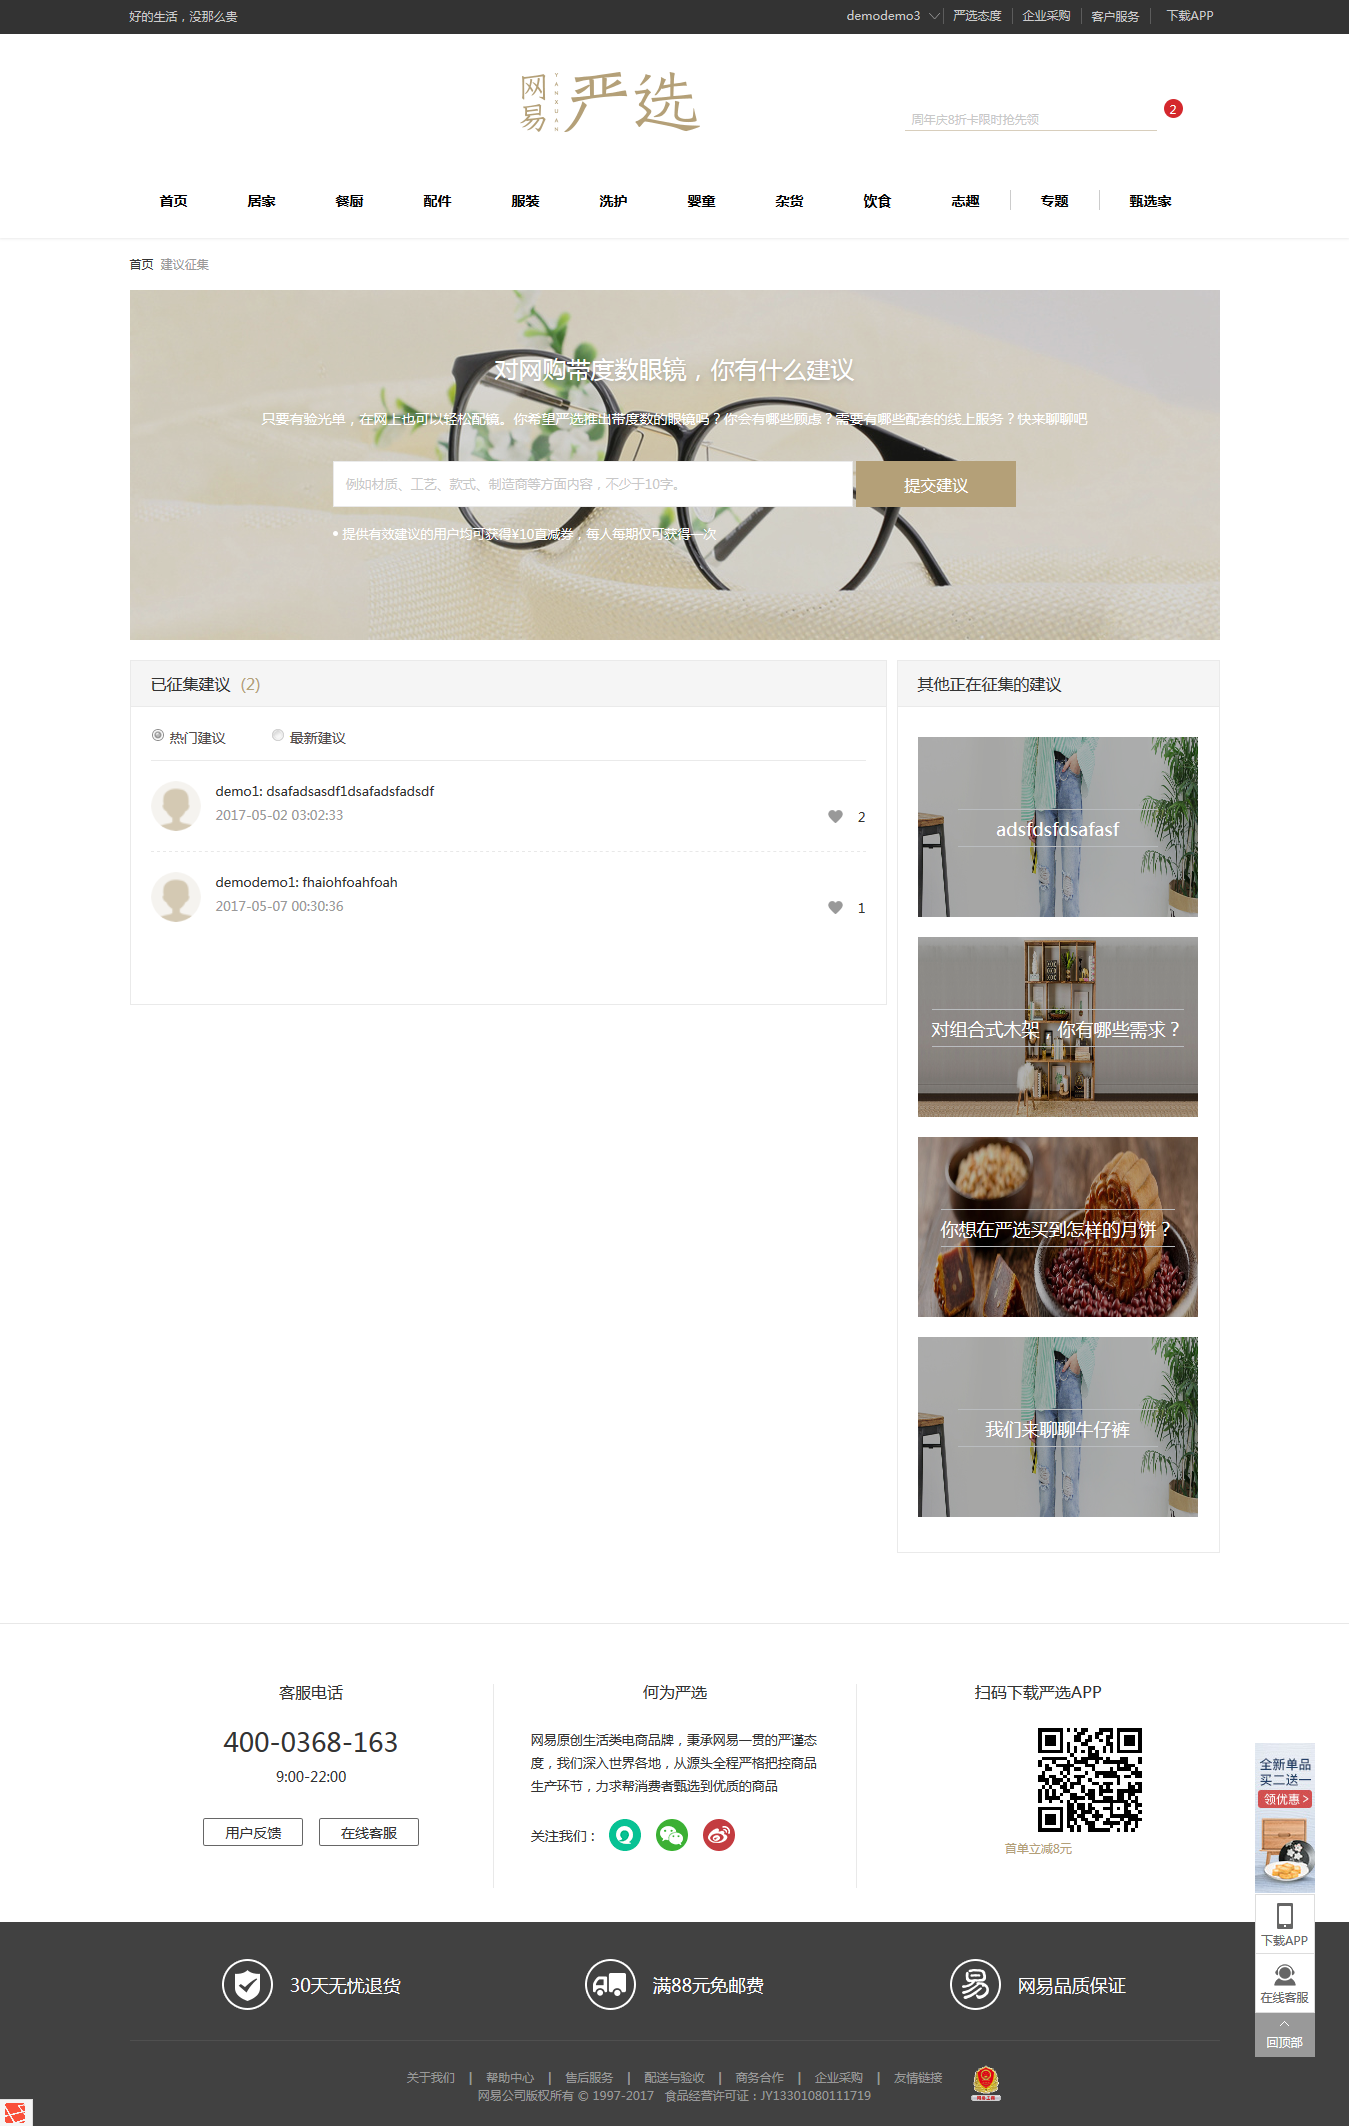 好的生活，没那么贵
demodemo3 严选态度 企业采购 客户服务 下载APP
网易 YANXUAN 严选
周年庆8折卡限时抢先领 2
首页 居家 餐厨 配件 服装 洗护 婴童 杂货 饮食 志趣 专题 甄选家
首页 建议征集
对网购带度数眼镜，你有什么建议
只要有验光单，在网上也可以轻松配镜。你希望严选推出带度数的眼镜吗？你会有哪些顾虑？需要有哪些配套的线上服务？快来聊聊吧
例如材质、工艺、款式、制造商等方面内容，不少于10字。 提交建议
• 提供有效建议的用户均可获得¥10直减券，每人每期仅可获得一次
已征集建议 (2)
热门建议 最新建议
demo1: dsafadsasdf1dsafadsfadsdf
2017-05-02 03:02:33 2
demodemo1: fhaiohfoahfoah
2017-05-07 00:30:36 1
其他正在征集的建议
adsfdsfdsafasf
对组合式木架，你有哪些需求？
你想在严选买到怎样的月饼？
我们来聊聊牛仔裤
客服电话
400-0368-163
9:00-22:00
用户反馈 在线客服
何为严选
网易原创生活类电商品牌，秉承网易一贯的严谨态
度，我们深入世界各地，从源头全程严格把控商品
生产环节，力求帮消费者甄选到优质的商品
关注我们：
扫码下载严选APP
首单立减8元
全新单品
买二送一
领优惠 >
下载APP
在线客服
回顶部
30天无忧退货 满88元免邮费 易 网易品质保证
关于我们 | 帮助中心 | 售后服务 | 配送与验收 | 商务合作 | 企业采购 | 友情链接
网易公司版权所有 © 1997-2017 食品经营许可证：JY13301080111719